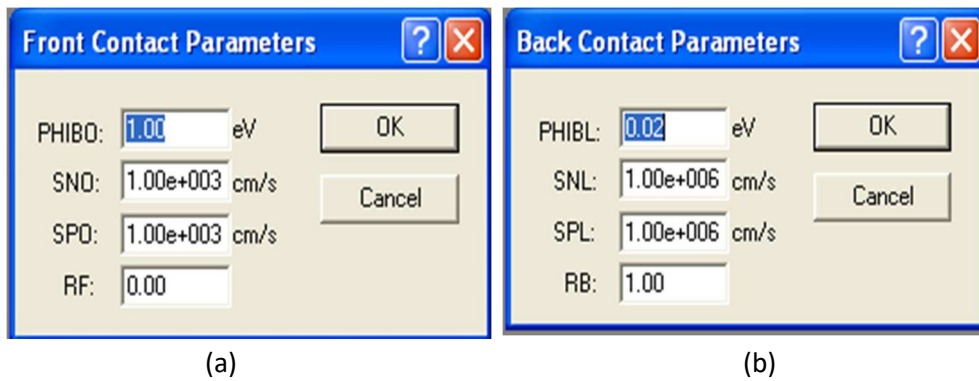 Front Contact Parameters
PHIBO: 1.00 eV OK
SNO: 1.00e+003 cm/s Cancel
SPO: 1.00e+003 cm/s
RF: 0.00
(a)
Back Contact Parameters
PHIBL: 0.02 eV OK
SNL: 1.00e+006 cm/s Cancel
SPL: 1.00e+006 cm/s
RB: 1.00
(b)